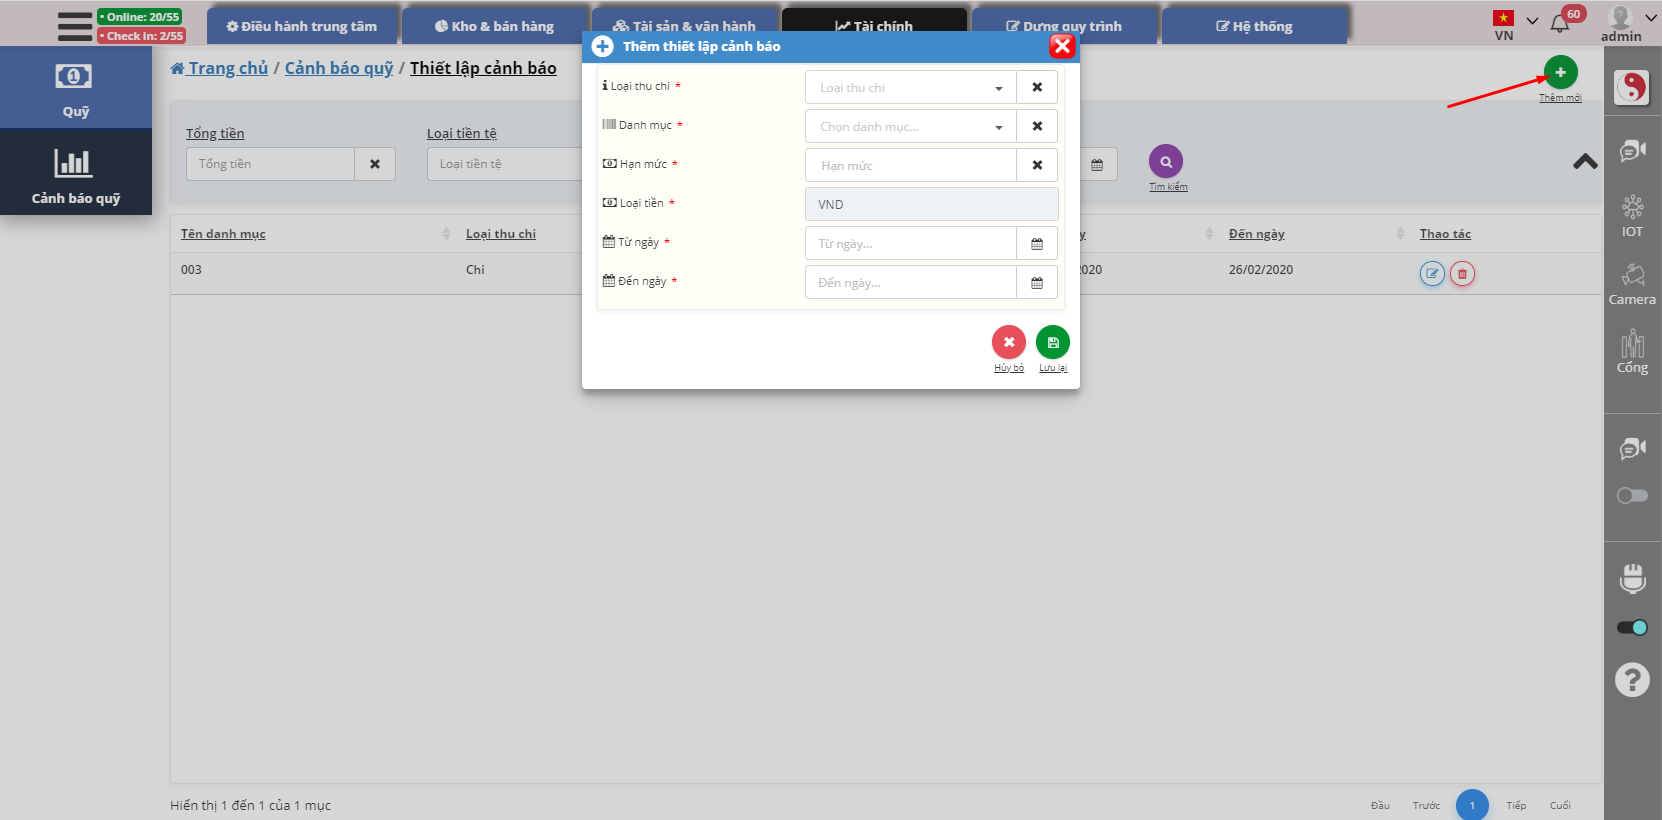 • Online: 20/55
• Check in: 2/55
Điều hành trung tâm
Kho & bán hàng
Tài sản & vận hành
Tài chính
Dựng quy trình
Hệ thống
VN
60
admin
Quỹ
Cảnh báo quỹ
Trang chủ / Cảnh báo quỹ / Thiết lập cảnh báo
Thêm mới
Tổng tiền
Tổng tiền
Loại tiền tệ
Loại tiền tệ
Tìm kiếm
Thêm thiết lập cảnh báo
Loại thu chi *
Loại thu chi
Danh mục *
Chọn danh mục...
Hạn mức *
Hạn mức
Loại tiền *
VND
Từ ngày *
Từ ngày...
Đến ngày *
Đến ngày...
Hủy bỏ
Lưu lại
Tên danh mục
Loại thu chi
y
Đến ngày
Thao tác
003
Chi
2020
26/02/2020
IOT
Camera
Cổng
Hiển thị 1 đến 1 của 1 mục
Đầu
Trước
1
Tiếp
Cuối